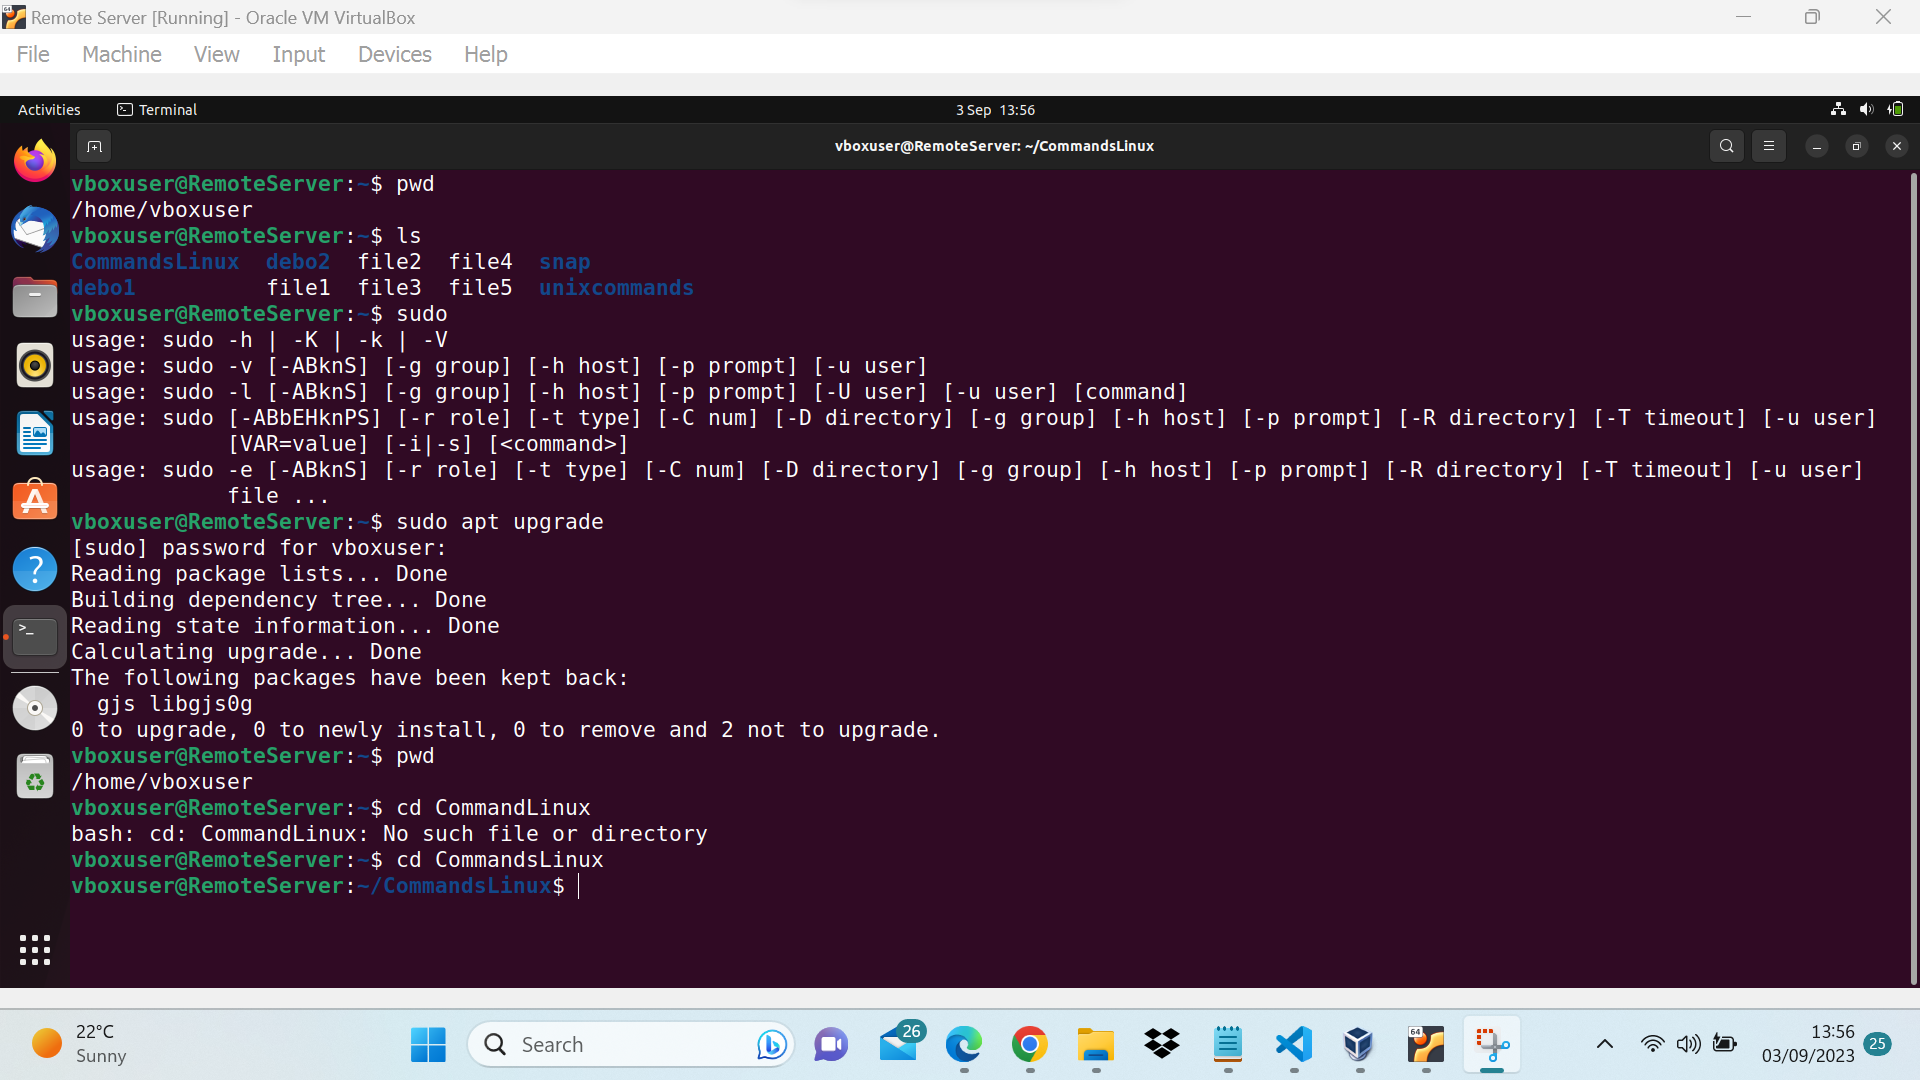 Remote Server [Running] - Oracle VM VirtualBox
File Machine View Input Devices Help
Activities Terminal 3 Sep 13:56
vboxuser@RemoteServer: ~/CommandsLinux
vboxuser@RemoteServer:~$ pwd
/home/vboxuser
vboxuser@RemoteServer:~$ ls
CommandsLinux debo2 file2 file4 snap
debo1 file1 file3 file5 unixcommands
vboxuser@RemoteServer:~$ sudo
usage: sudo -h | -K | -k | -V
usage: sudo -v [-ABknS] [-g group] [-h host] [-p prompt] [-u user]
usage: sudo -l [-ABknS] [-g group] [-h host] [-p prompt] [-U user] [-u user] [command]
usage: sudo [-ABbEHknPS] [-r role] [-t type] [-C num] [-D directory] [-g group] [-h host] [-p prompt] [-R directory] [-T timeout] [-u user]
[VAR=value] [-i|-s] [<command>]
usage: sudo -e [-ABknS] [-r role] [-t type] [-C num] [-D directory] [-g group] [-h host] [-p prompt] [-R directory] [-T timeout] [-u user]
file ...
vboxuser@RemoteServer:~$ sudo apt upgrade
[sudo] password for vboxuser:
Reading package lists... Done
Building dependency tree... Done
Reading state information... Done
Calculating upgrade... Done
The following packages have been kept back:
gjs libgjs0g
0 to upgrade, 0 to newly install, 0 to remove and 2 not to upgrade.
vboxuser@RemoteServer:~$ pwd
/home/vboxuser
vboxuser@RemoteServer:~$ cd CommandLinux
bash: cd: CommandLinux: No such file or directory
vboxuser@RemoteServer:~$ cd CommandsLinux
vboxuser@RemoteServer:~/CommandsLinux$
22°C
Sunny
Search
26
64
13:56
03/09/2023
25